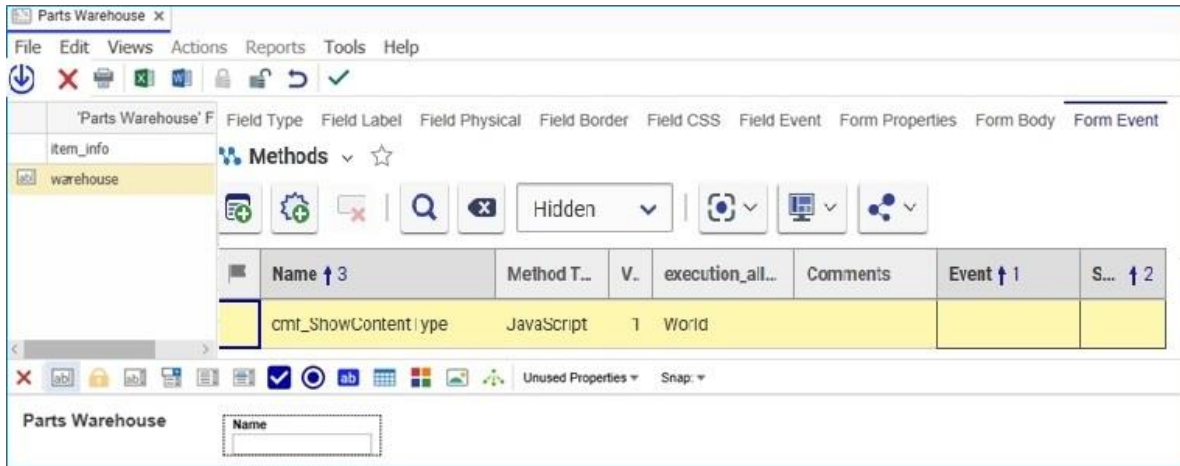 Parts Warehouse ×
File Edit Views Actions Reports Tools Help
'Parts Warehouse' F Field Type Field Label Field Physical Field Border Field CSS Field Event Form Properties Form Body Form Event
item_info
Methods
warehouse
Hidden
Name 3 Method T... V.. execution_all... Comments Event 1 S... 2
cmf_ShowContentType JavaScript 1 World
Unused Properties Snap:
Parts Warehouse
Name